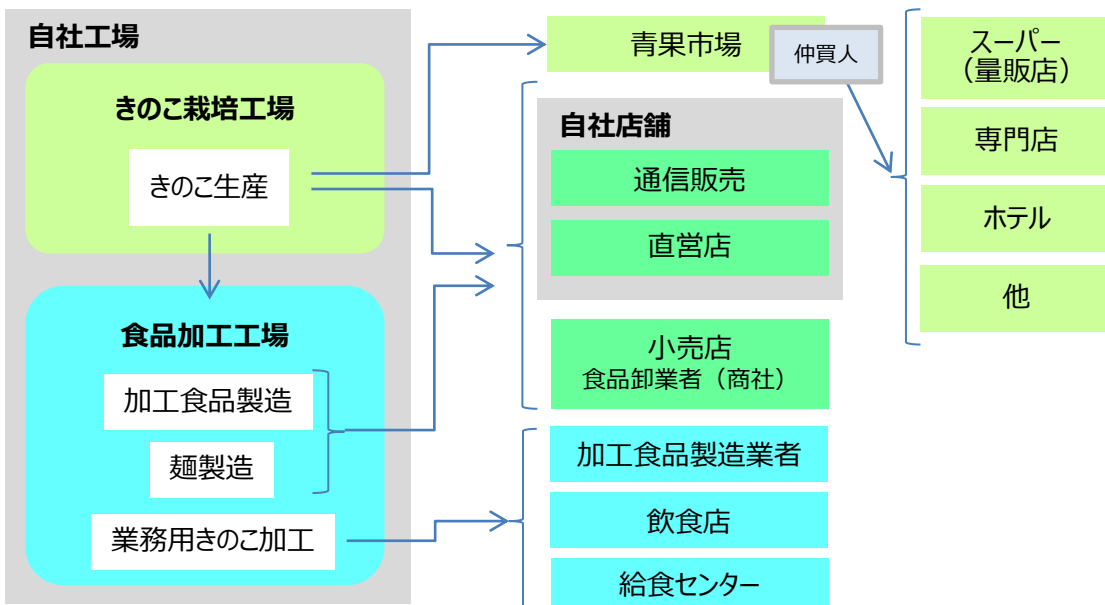 自社工場
きのこ栽培工場
きのこ生産
食品加工工場
加工食品製造
麺製造
業務用きのこ加工
青果市場
仲買人
自社店舗
通信販売
直営店
小売店
食品卸業者（商社）
加工食品製造業者
飲食店
給食センター
スーパー
（量販店）
専門店
ホテル
他